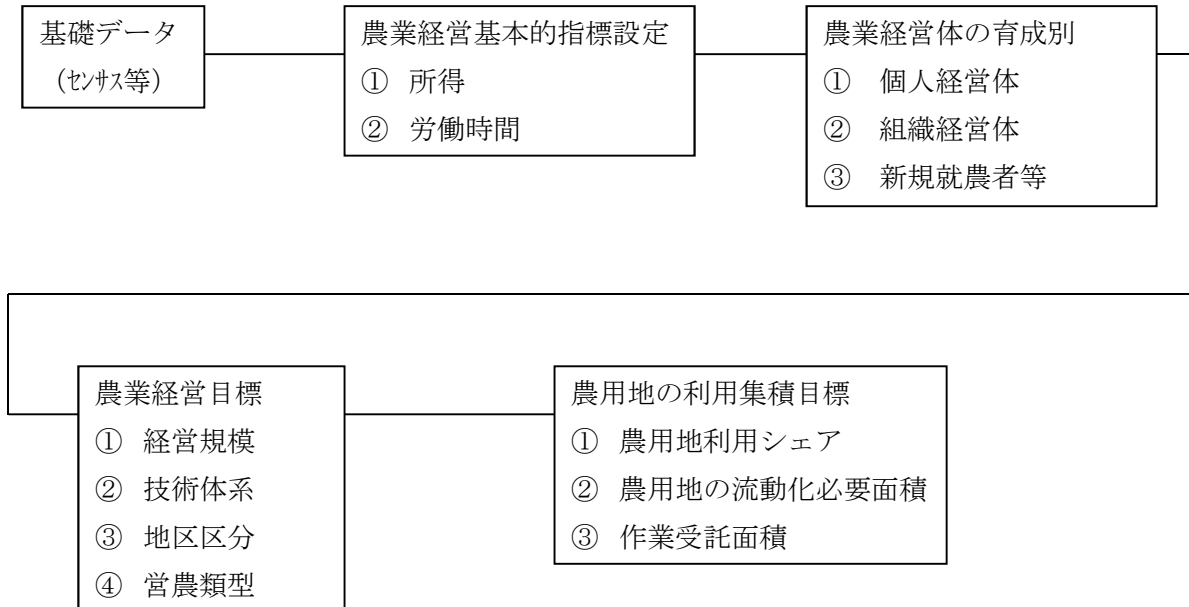 基礎データ
(ｾﾝｻｽ等)
農業経営基本的指標設定
① 所得
② 労働時間
農業経営体の育成別
① 個人経営体
② 組織経営体
③ 新規就農者等
農業経営目標
① 経営規模
② 技術体系
③ 地区区分
④ 営農類型
農用地の利用集積目標
① 農用地利用シェア
② 農用地の流動化必要面積
③ 作業受託面積